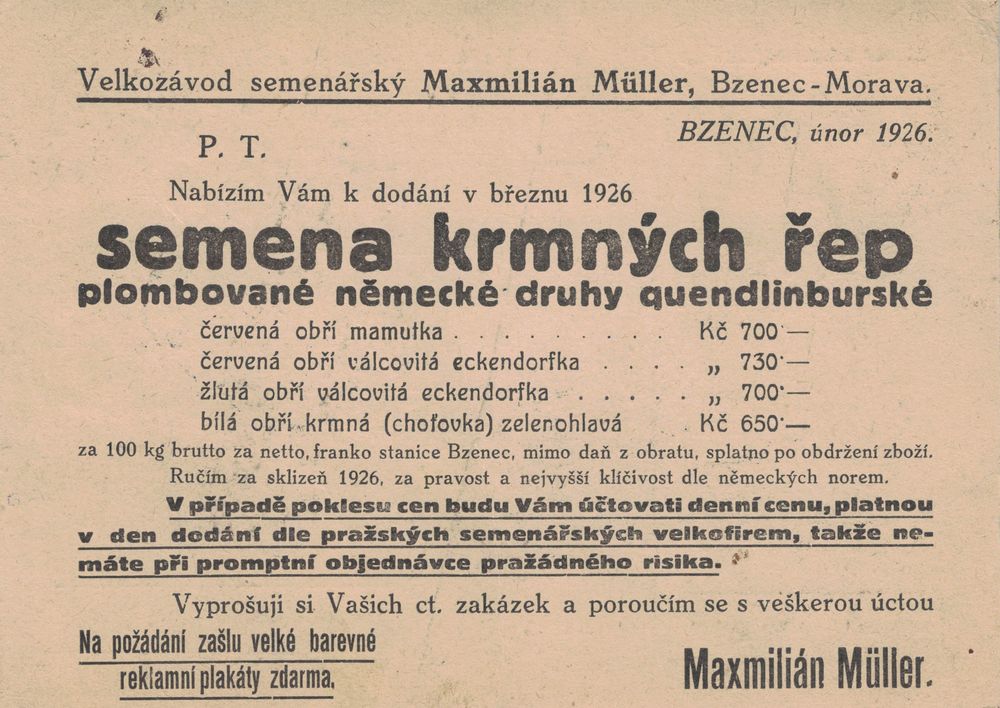 Velkozávod semenářský Maxmilián Müller, Bzenec-Morava.
BZENEC, únor 1926.
P. T.
Nabízím Vám k dodání v březnu 1926
semena krmných řep
plombované německé druhy quendlinburské
červená obří mamutka . . . . . . . . . Kč 700·—
červená obří válcovitá eckendorfka . . . . „ 730·—
žlutá obří válcovitá eckendorfka . . . . . „ 700·—
bílá obří krmná (choťovka) zelenohlavá . Kč 650·—
za 100 kg brutto za netto, franko stanice Bzenec, mimo daň z obratu, splatno po obdržení zboží.
Ručím za sklizeň 1926, za pravost a nejvyšší klíčivost dle německých norem.
V případě poklesu cen budu Vám účtovati denní cenu, platnou
v den dodání dle pražských semenářských velkofirem, takže ne-
máte při promptní objednávce pražádného risika.
Vyprošuji si Vašich ct. zakázek a poroučím se s veškerou úctou
Na požádání zašlu velké barevné
reklamní plakáty zdarma.
Maxmilián Müller.